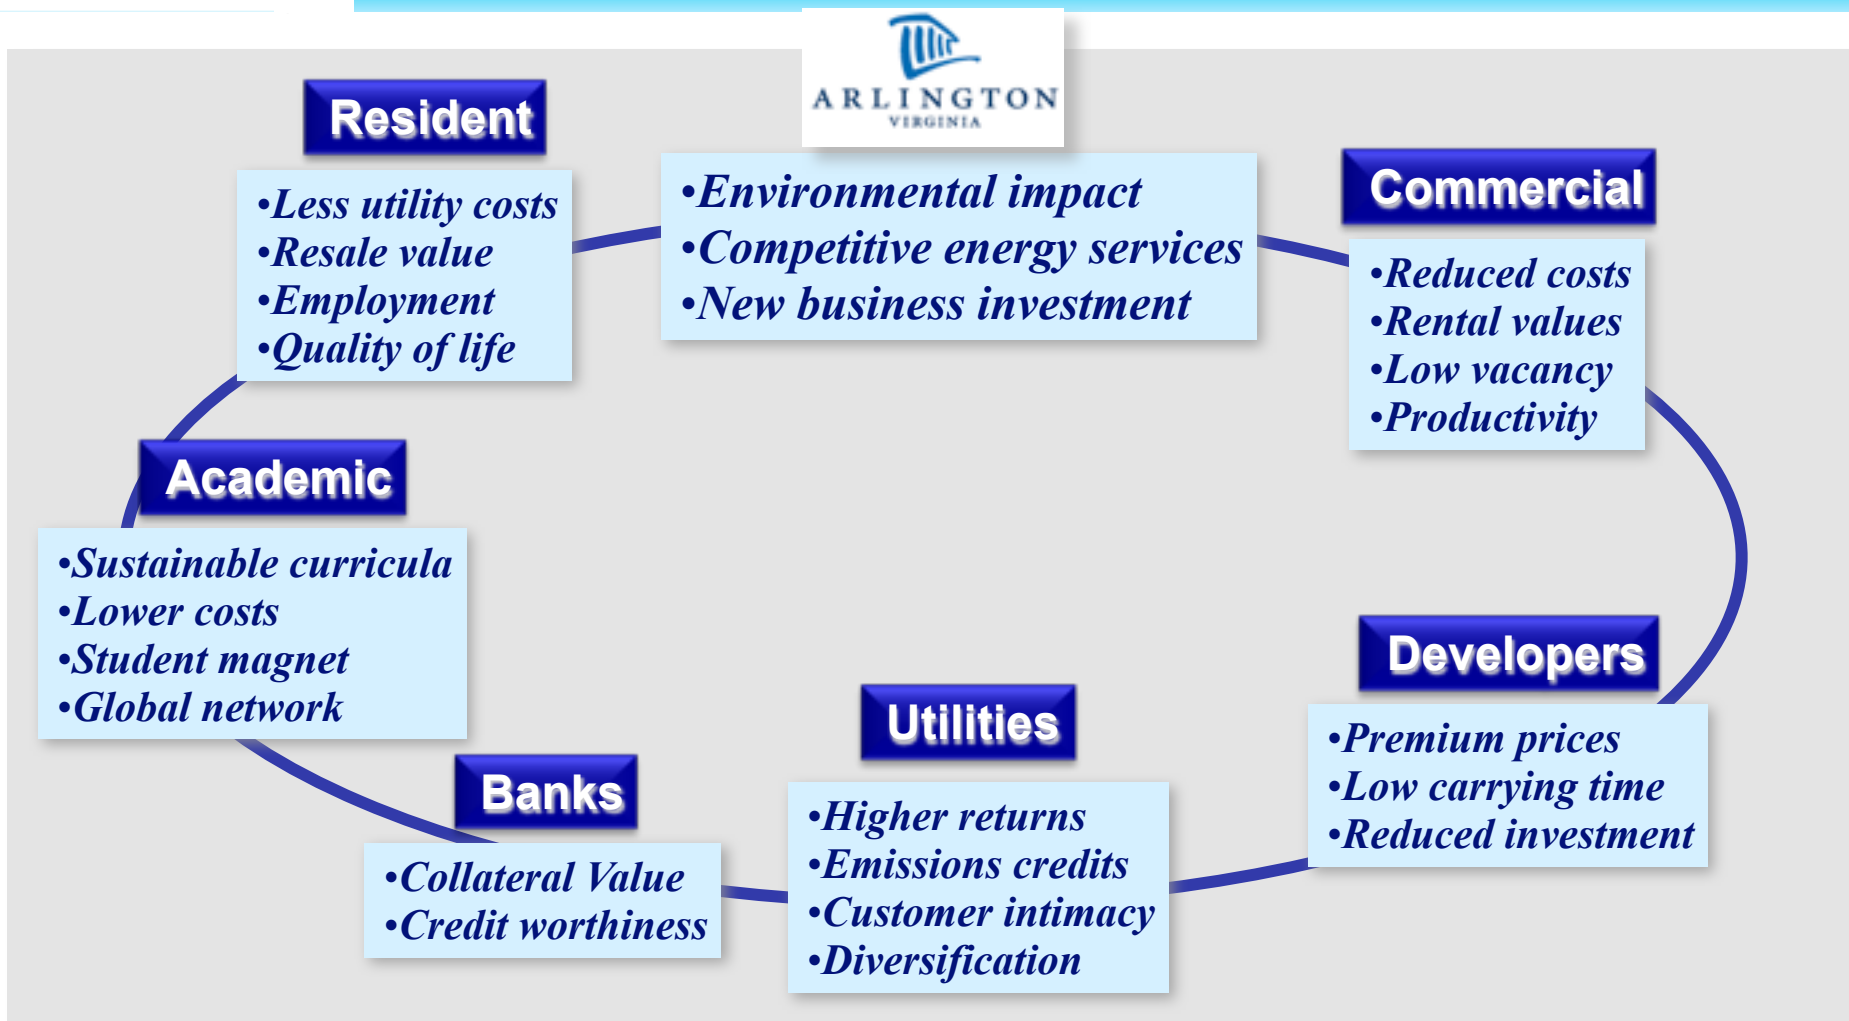 ARLINGTON
VIRGINIA
•Environmental impact
•Competitive energy services
•New business investment
Resident
•Less utility costs
•Resale value
•Employment
•Quality of life
Commercial
•Reduced costs
•Rental values
•Low vacancy
•Productivity
Academic
•Sustainable curricula
•Lower costs
•Student magnet
•Global network
Developers
•Premium prices
•Low carrying time
•Reduced investment
Utilities
•Higher returns
•Emissions credits
•Customer intimacy
•Diversification
Banks
•Collateral Value
•Credit worthiness